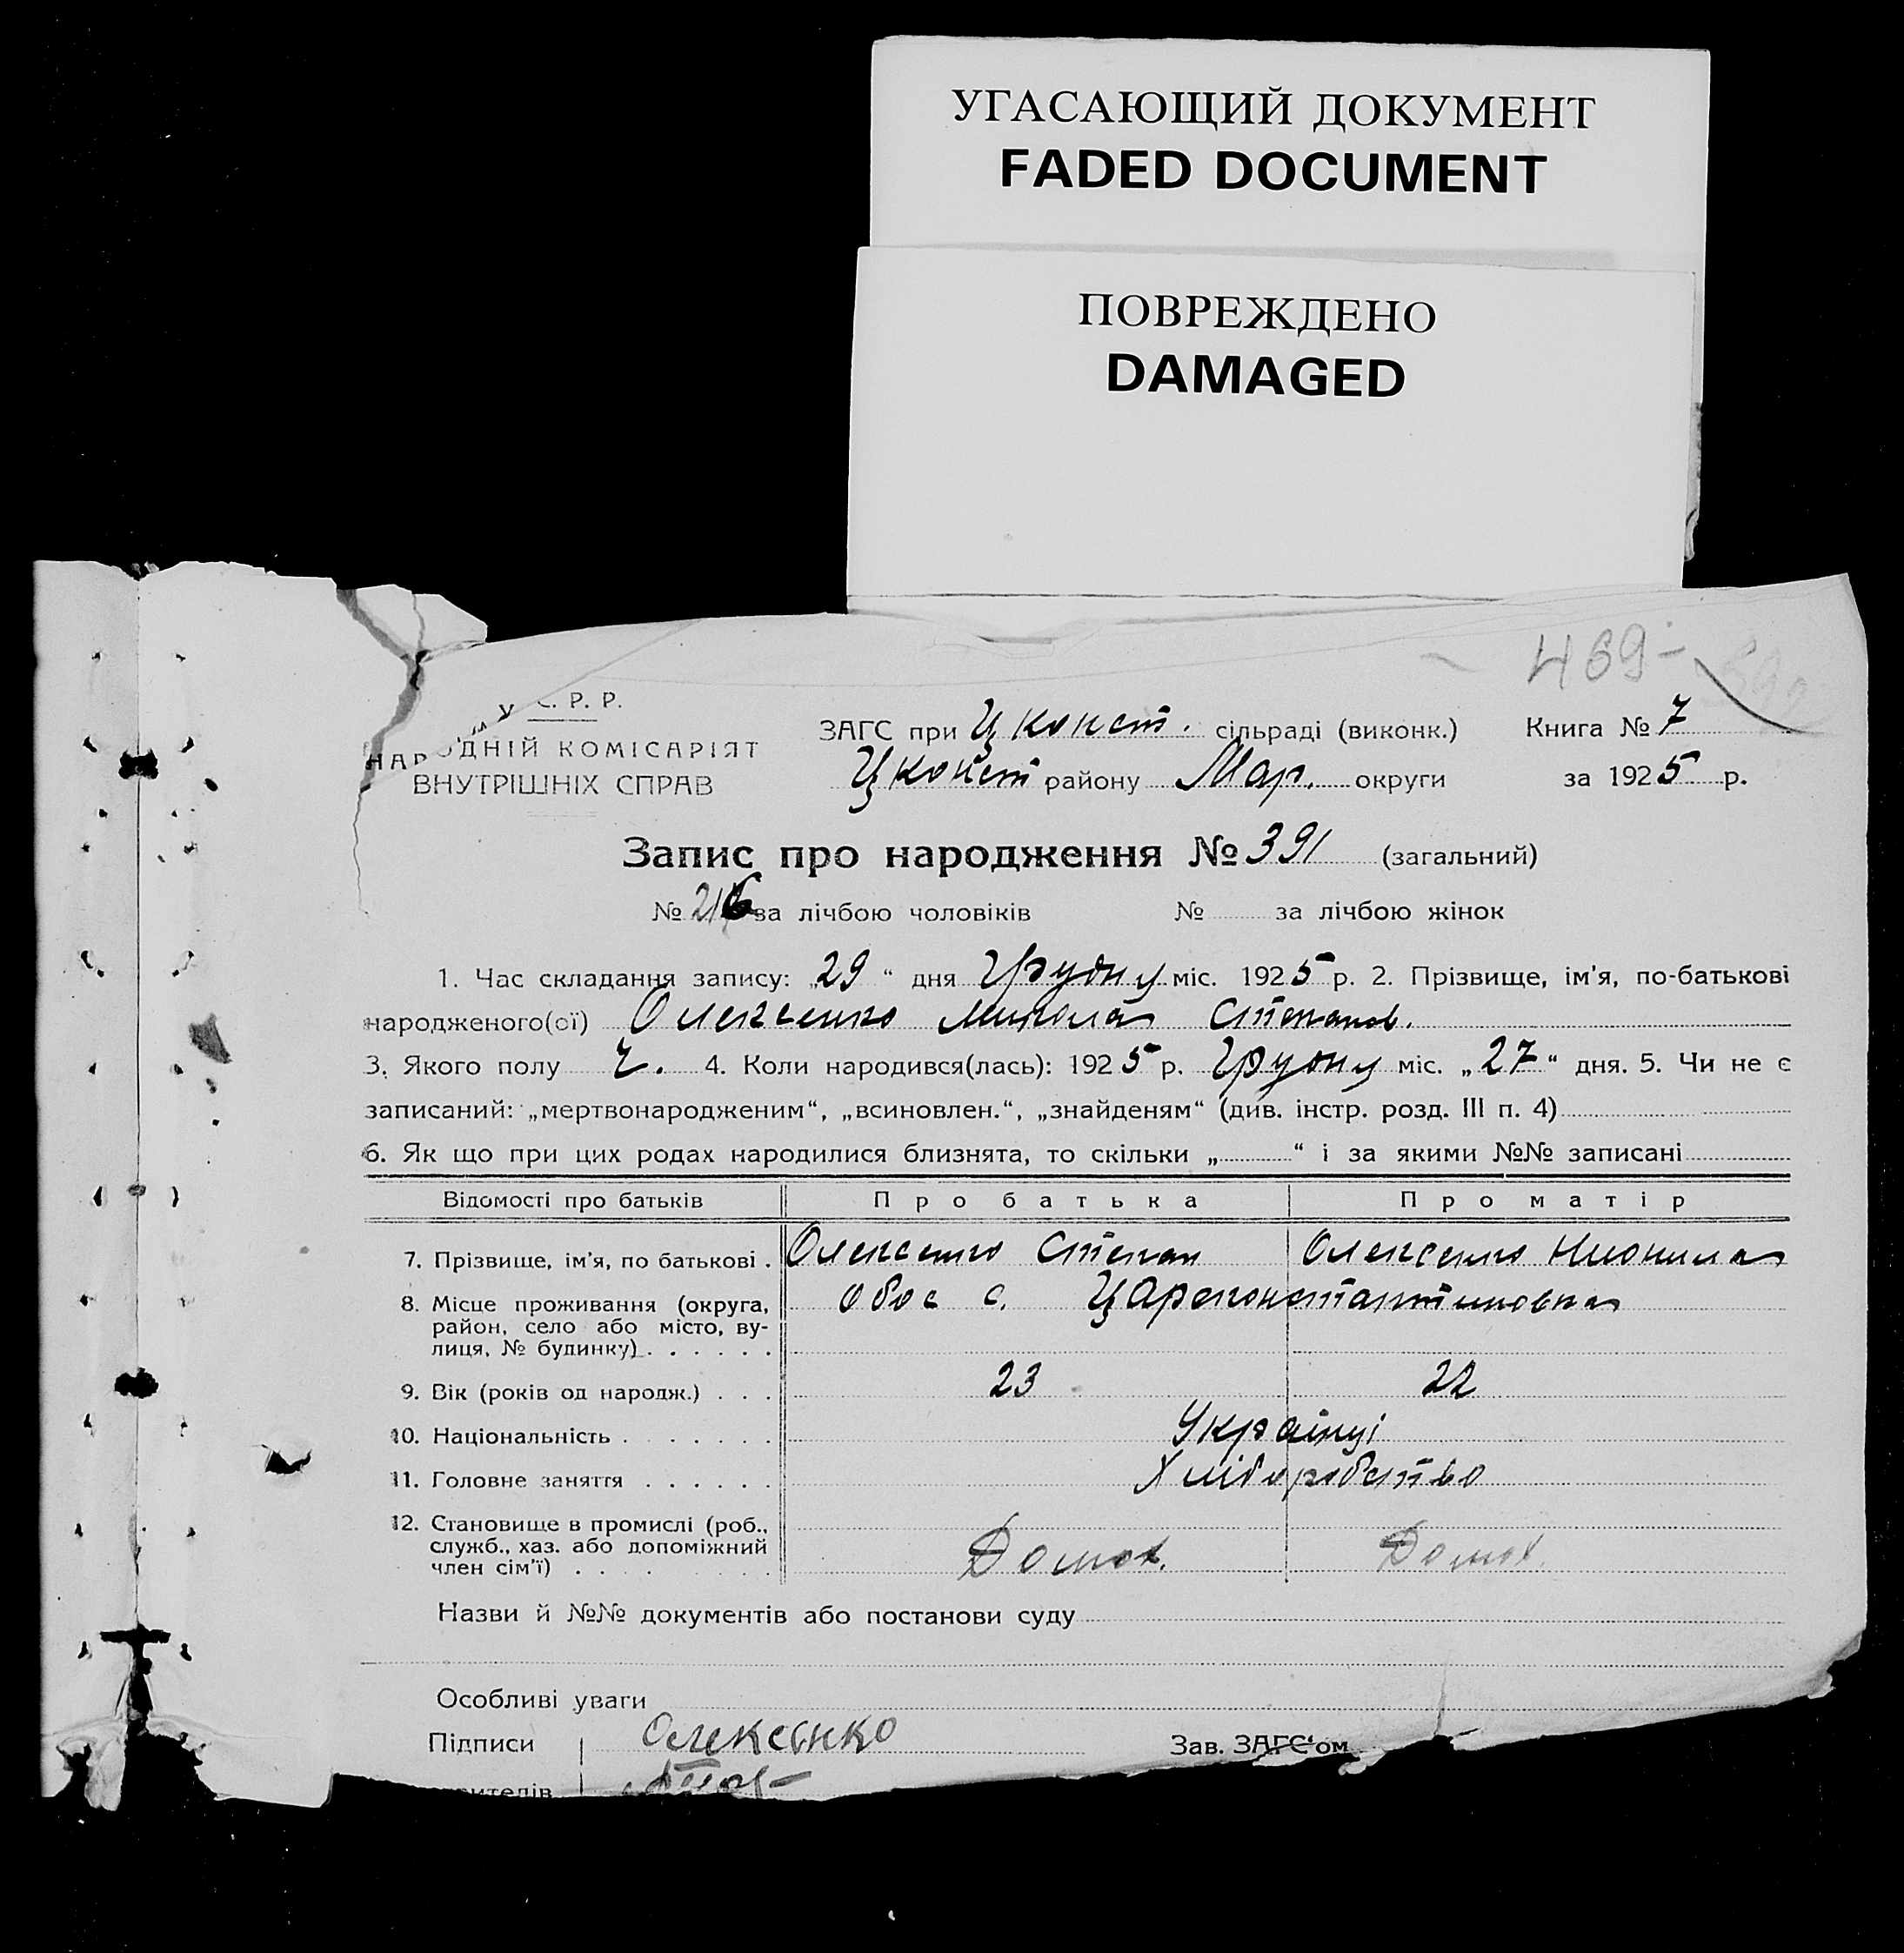 УГАСАЮЩИЙ ДОКУМЕНТ
FADED DOCUMENT
ПОВРЕЖДЕНО
DAMAGED
469-
У. С. Р. Р.
НАРОДНІЙ КОМІСАРІЯТ
ВНУТРІШНІХ СПРАВ
ЗАГС при Цконст. сільраді (виконк.) Книга № 7
Цконст району Мар. округи за 1925 р.
Запис про народження № 391 (загальний)
№ 216 за лічбою чоловіків № за лічбою жінок
1. Час складання запису: „29“ дня Грудня міс. 1925 р. 2. Прізвище, ім’я, по-батькові
народженого(ої) Олексенко Микола Степанов.
3. Якого полу ч. 4. Коли народився(лась): 1925 р. Грудня міс. „27“ дня. 5. Чи не є
записаний: „мертвонародженим“, „всиновлен.“, „знайденям“ (див. інстр. розд. III п. 4)
6. Як що при цих родах народилися близнята, то скільки „ “ і за якими №№ записані
Відомості про батьків Про батька Про матір
7. Прізвище, ім’я, по батькові . Олексенко Степан Олексенко Нионила
8. Місце проживання (округа, обоє с. Цареконстантиновка
район, село або місто, ву-
лиця, № будинку) . . . . . .
9. Вік (років од народж.) . . . 23 22
10. Національність . . . . . . . Українці
11. Головне заняття . . . . . . Хліборобство
12. Становище в промислі (роб.,
служб., хаз. або допоміжний
член сім’ї) . . . . Домох. Домох.
Назви й №№ документів або постанови суду
Особливі уваги
Підписи Олексенко Зав. ЗАГС‘ом